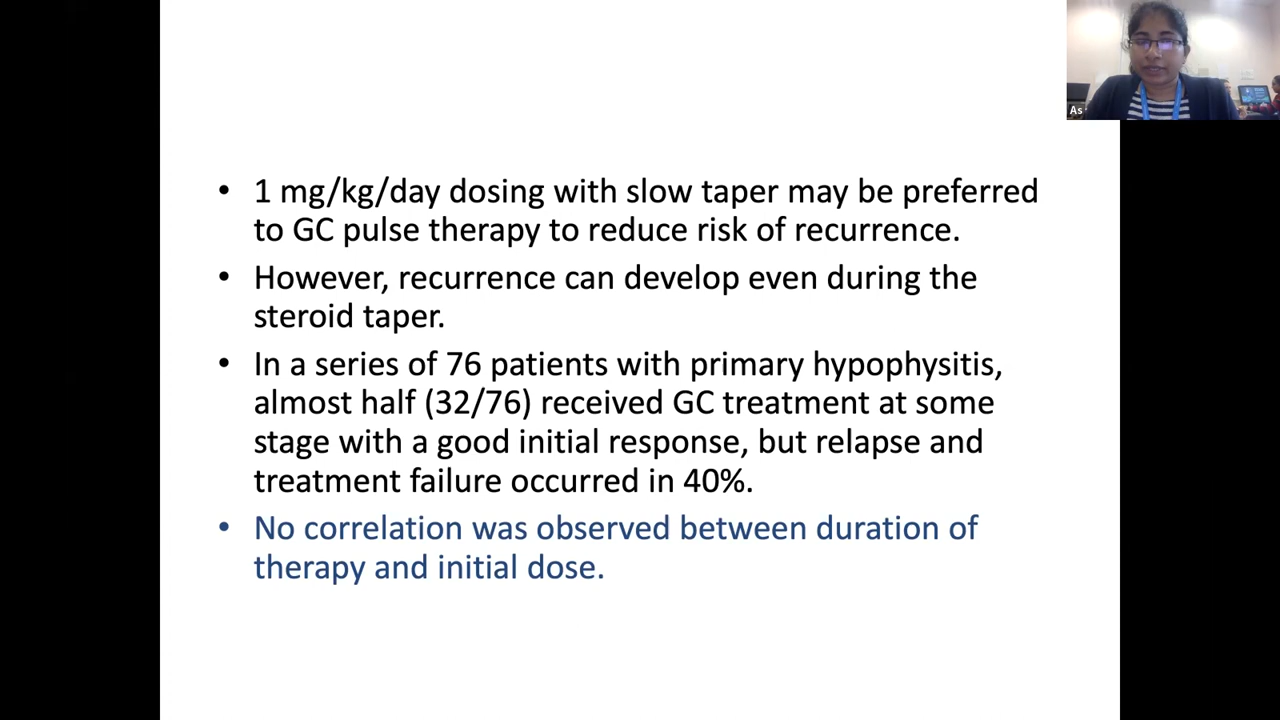 As
• 1 mg/kg/day dosing with slow taper may be preferred
to GC pulse therapy to reduce risk of recurrence.
• However, recurrence can develop even during the
steroid taper.
• In a series of 76 patients with primary hypophysitis,
almost half (32/76) received GC treatment at some
stage with a good initial response, but relapse and
treatment failure occurred in 40%.
• No correlation was observed between duration of
therapy and initial dose.